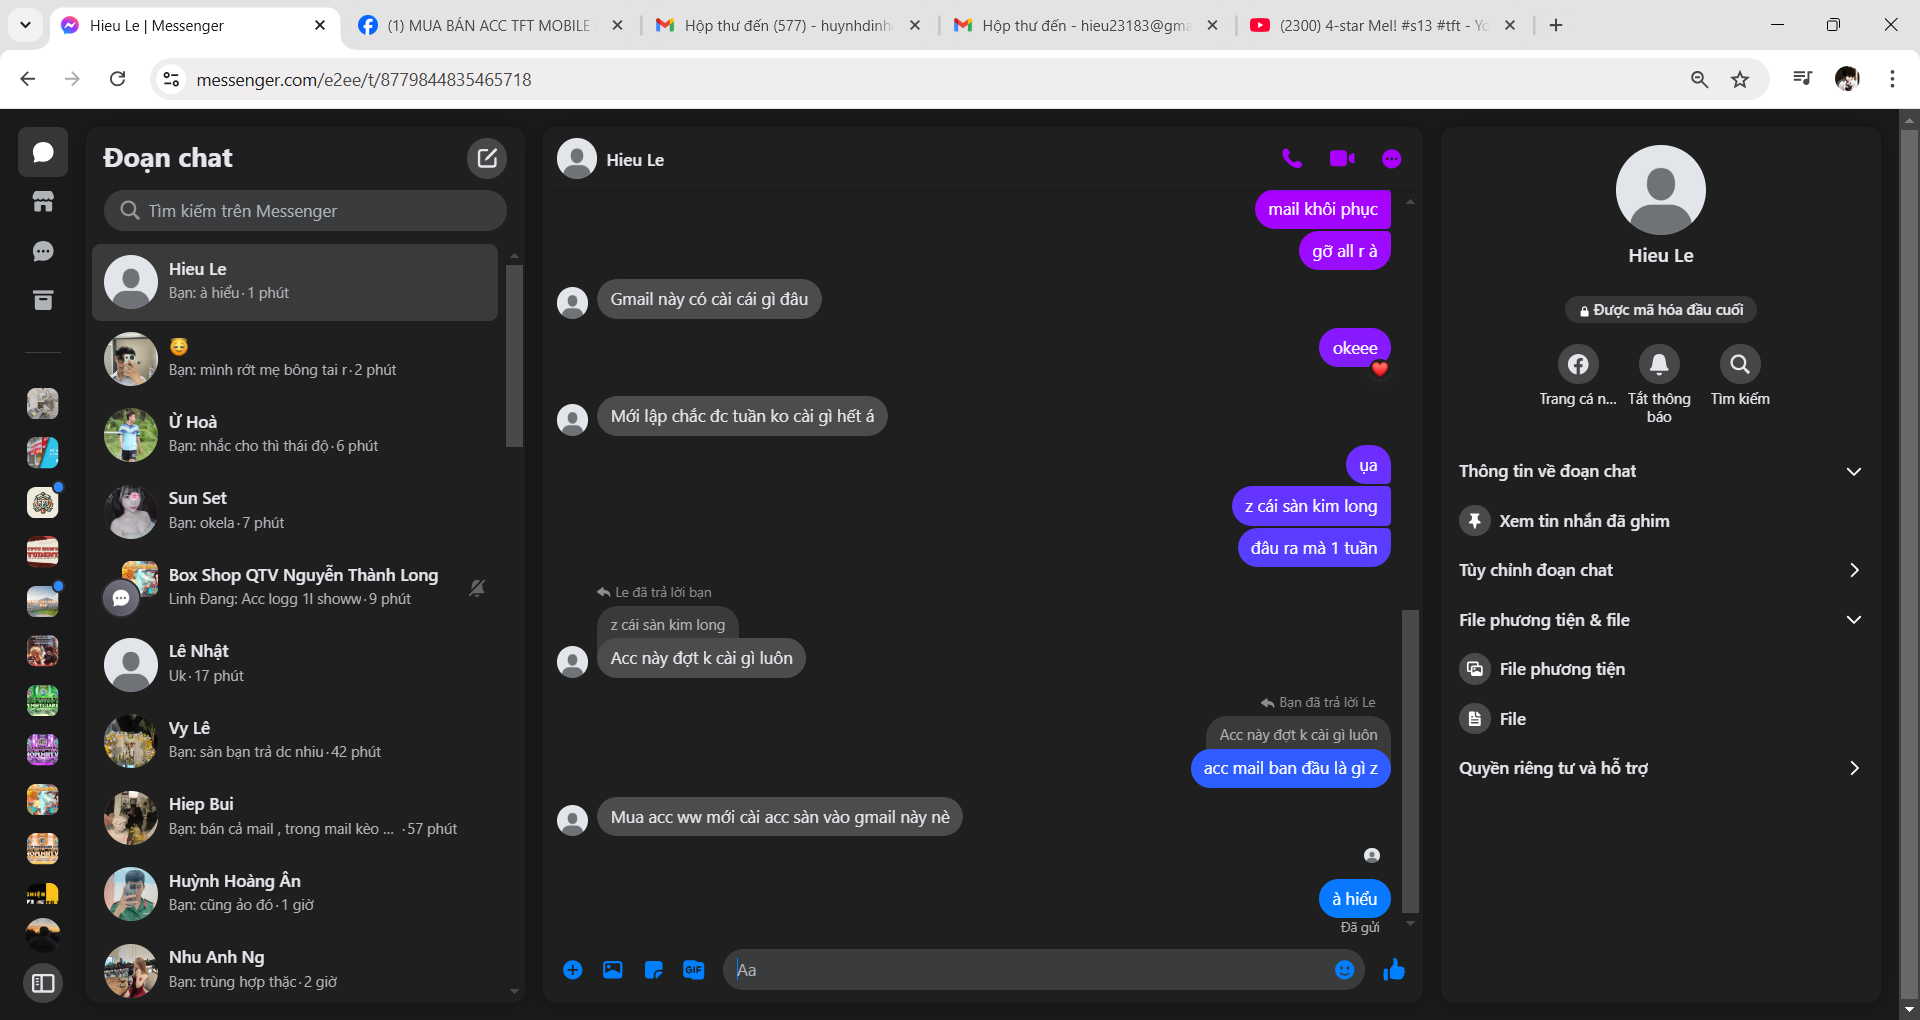 Hieu Le | Messenger
(1) MUA BÁN ACC TFT MOBILE
Hộp thư đến (577) - huynhdinh
Hộp thư đến - hieu23183@gma
(2300) 4-star Mel! #s13 #tft - Yo
messenger.com/e2ee/t/8779844835465718
Đoạn chat
Tìm kiếm trên Messenger
Hieu Le
Bạn: à hiểu · 1 phút
😇
Bạn: mình rớt mẹ bông tai r · 2 phút
Ừ Hoà
Bạn: nhắc cho thì thái độ · 6 phút
Sun Set
Bạn: okela · 7 phút
Box Shop QTV Nguyễn Thành Long
Linh Đang: Acc logg 1l showw · 9 phút
Lê Nhật
Uk · 17 phút
Vy Lê
Bạn: sàn bạn trả dc nhiu · 42 phút
Hiep Bui
Bạn: bán cả mail , trong mail kèo ... · 57 phút
Huỳnh Hoàng Ân
Bạn: cũng ảo đó · 1 giờ
Nhu Anh Ng
Bạn: trùng hợp thặc · 2 giờ
Hieu Le
mail khôi phục
gỡ all r à
Gmail này có cài cái gì đâu
okeee
Mới lập chắc đc tuần ko cài gì hết á
ụa
z cái sàn kim long
đâu ra mà 1 tuần
Le đã trả lời bạn
z cái sàn kim long
Acc này đợt k cài gì luôn
Bạn đã trả lời Le
Acc này đợt k cài gì luôn
acc mail ban đầu là gì z
Mua acc ww mới cài acc sàn vào gmail này nè
à hiểu
Đã gửi
GIF
Aa
Hieu Le
Được mã hóa đầu cuối
Trang cá n...
Tắt thông báo
Tìm kiếm
Thông tin về đoạn chat
Xem tin nhắn đã ghim
Tùy chỉnh đoạn chat
File phương tiện & file
File phương tiện
File
Quyền riêng tư và hỗ trợ